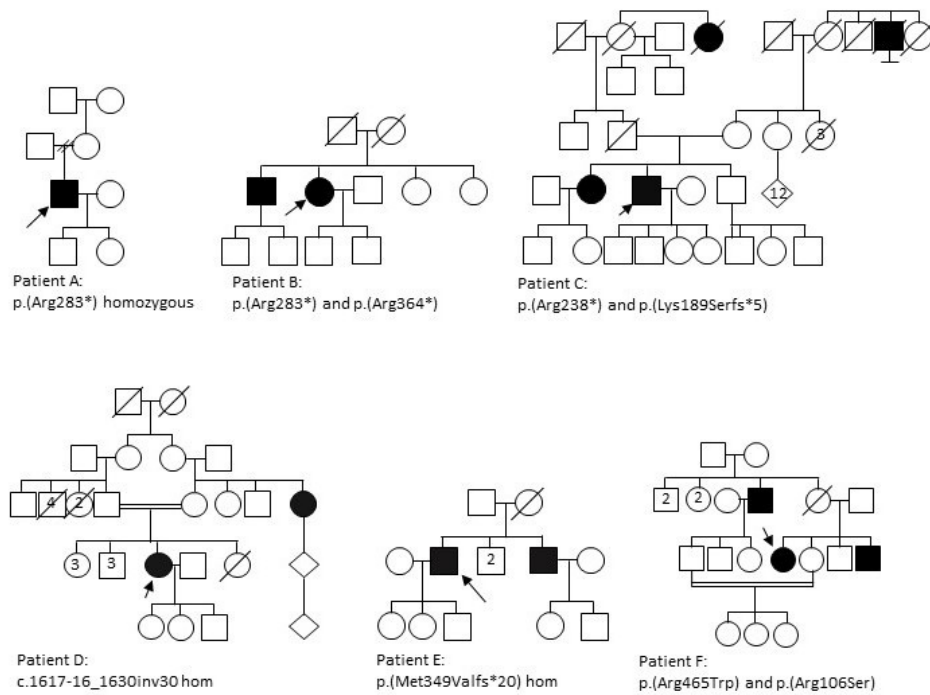 3
12
Patient A:
p.(Arg283*) homozygous
Patient B:
p.(Arg283*) and p.(Arg364*)
Patient C:
p.(Arg238*) and p.(Lys189Serfs*5)
4
2
3
3
2
2
2
Patient D:
c.1617-16_1630inv30 hom
Patient E:
p.(Met349Valfs*20) hom
Patient F:
p.(Arg465Trp) and p.(Arg106Ser)